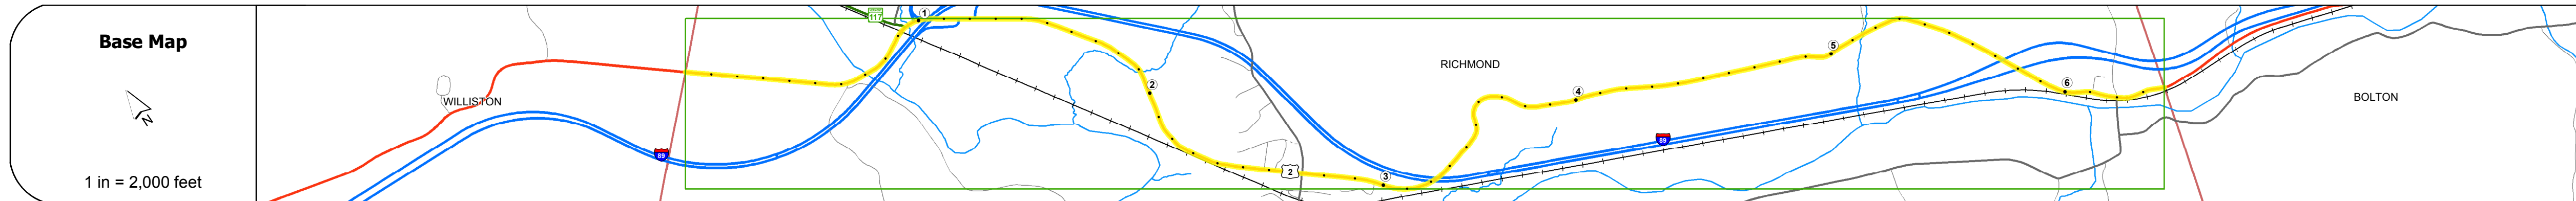 Base Map
N
1 in = 2,000 feet
WILLISTON
89
117
1
2
2
3
RICHMOND
4
89
5
6
BOLTON